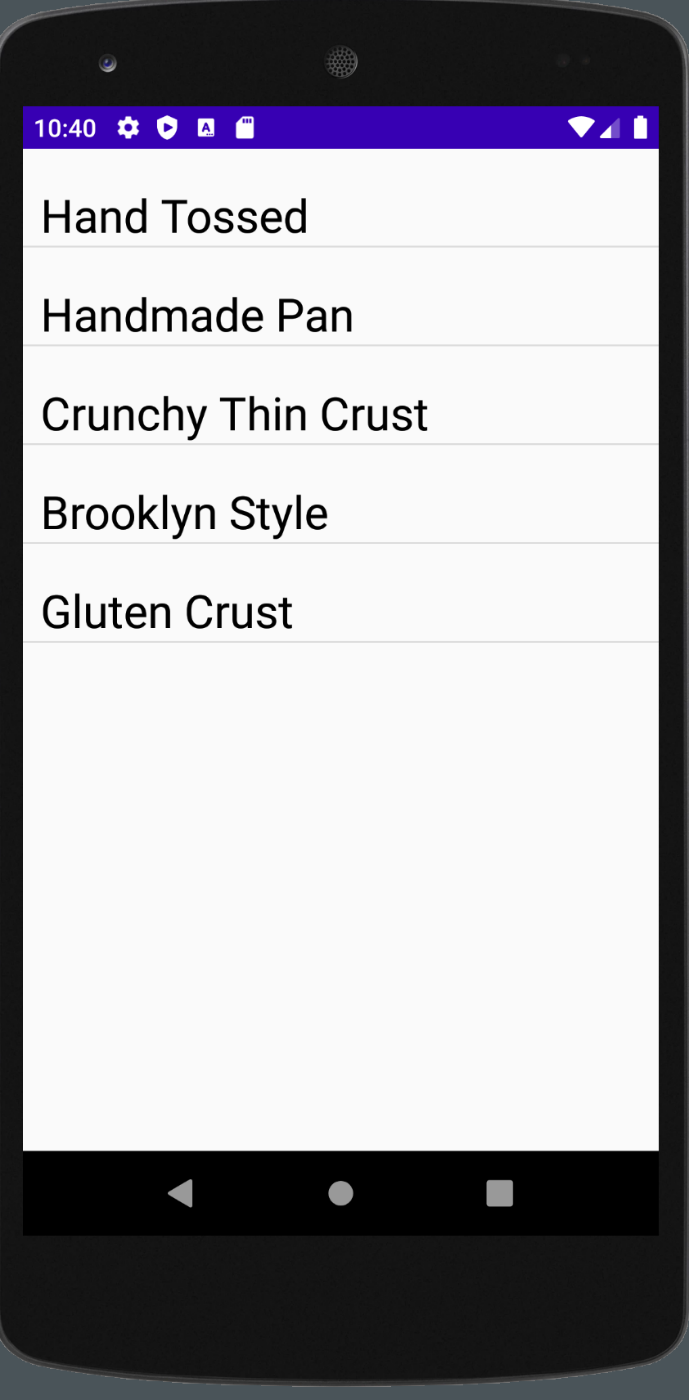 10:40
Hand Tossed
Handmade Pan
Crunchy Thin Crust
Brooklyn Style
Gluten Crust